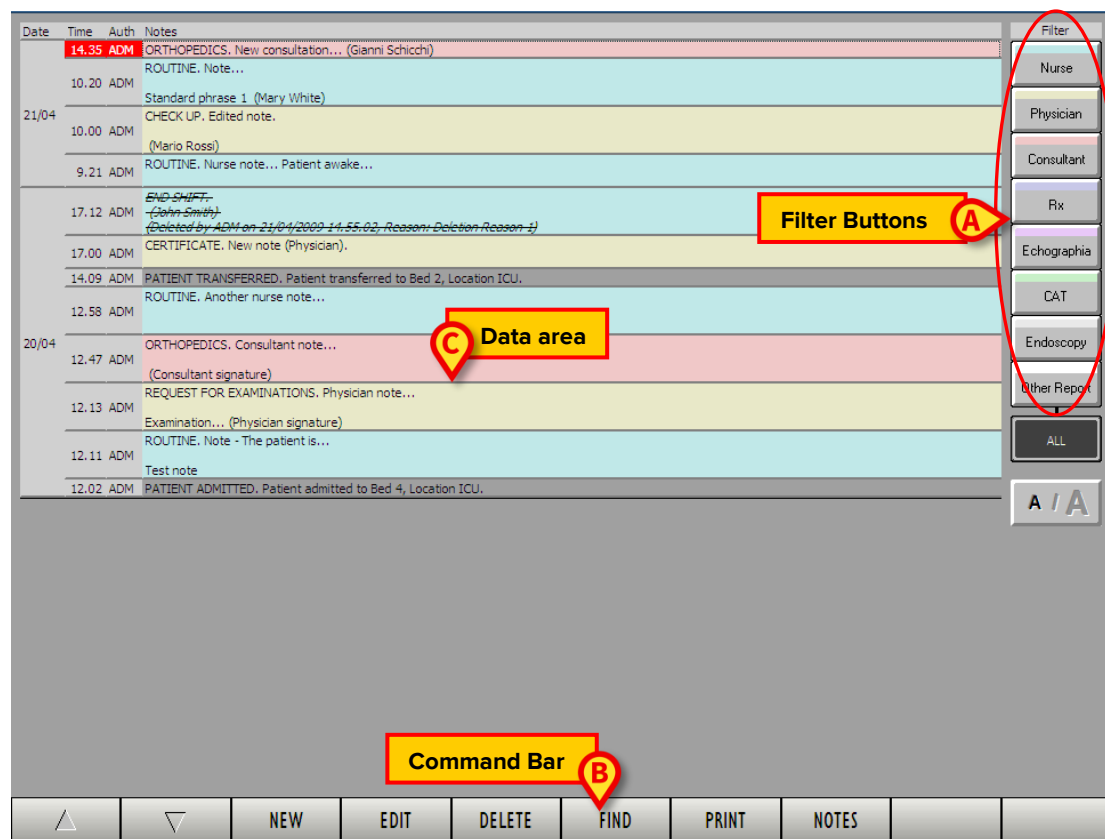 Date Time Auth Notes Filter
14.35 ADM ORTHOPEDICS. New consultation... (Gianni Schicchi)
ROUTINE. Note...
10.20 ADM
Standard phrase 1 (Mary White)
21/04
CHECK UP. Edited note.
10.00 ADM
(Mario Rossi)
9.21 ADM ROUTINE. Nurse note... Patient awake...
END SHIFT.
17.12 ADM (John Smith)
(Deleted by ADM on 21/04/2009 14.55.02, Reason: Deletion Reason 1)
17.00 ADM CERTIFICATE. New note (Physician).
14.09 ADM PATIENT TRANSFERRED. Patient transferred to Bed 2, Location ICU.
12.58 ADM ROUTINE. Another nurse note...
20/04
12.47 ADM ORTHOPEDICS. Consultant note...
(Consultant signature)
REQUEST FOR EXAMINATIONS. Physician note...
12.13 ADM
Examination... (Physician signature)
ROUTINE. Note - The patient is...
12.11 ADM
Test note
12.02 ADM PATIENT ADMITTED. Patient admitted to Bed 4, Location ICU.
Nurse
Physician
Consultant
Rx
Echographia
CAT
Endoscopy
Other Report
ALL
A / A
Filter Buttons A
C Data area
Command Bar B
NEW EDIT DELETE FIND PRINT NOTES